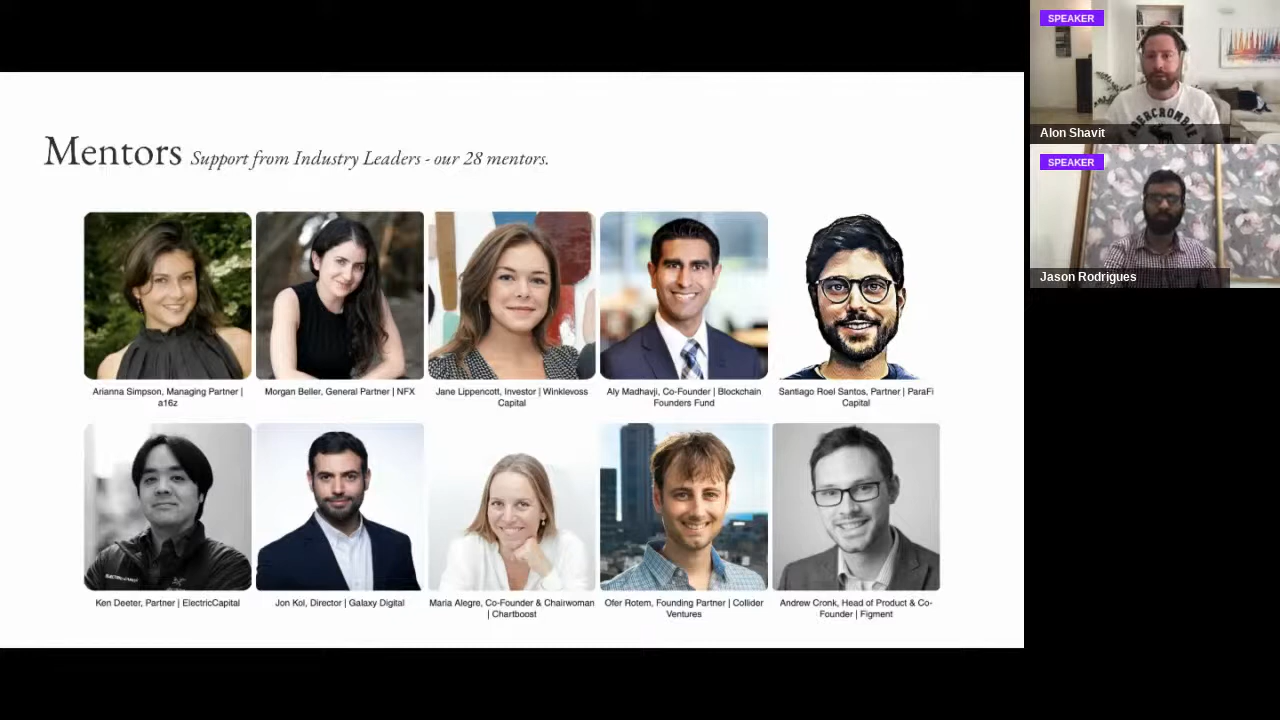 Mentors Support from Industry Leaders - our 28 mentors.
Arianna Simpson, Managing Partner |
a16z
Morgan Beller, General Partner | NFX
Jane Lippencott, Investor | Winklevoss
Capital
Aly Madhavji, Co-Founder | Blockchain
Founders Fund
Santiago Roel Santos, Partner | ParaFi
Capital
Ken Deeter, Partner | ElectricCapital
Jon Kol, Director | Galaxy Digital
Maria Alegre, Co-Founder & Chairwoman
| Chartboost
Ofer Rotem, Founding Partner | Collider
Ventures
Andrew Cronk, Head of Product & Co-
Founder | Figment
SPEAKER
ABERCROMBIE
Alon Shavit
SPEAKER
Jason Rodrigues